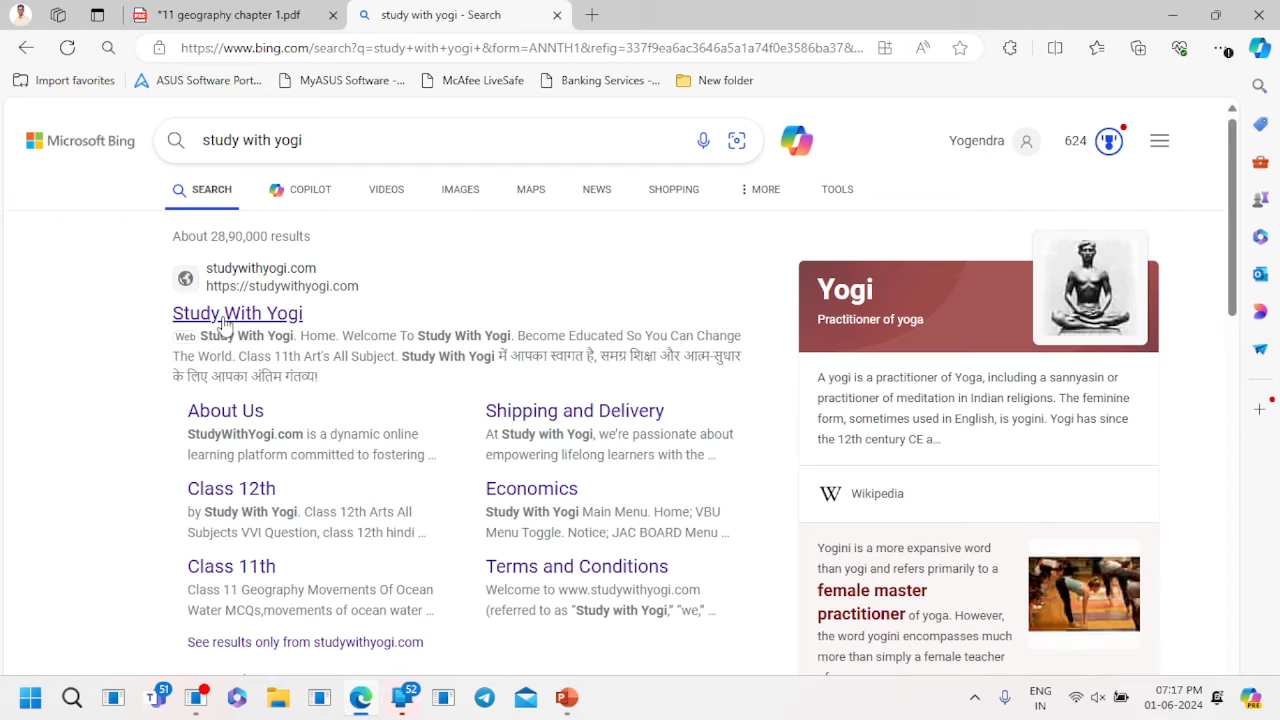 *11 geography chapter 1.pdf
study with yogi - Search
https://www.bing.com/search?q=study+with+yogi+&form=ANNTH1&refig=337f9ea6ac3646a5a1a74f0e3586ba37&...
Import favorites
ASUS Software Port...
MyASUS Software -...
McAfee LiveSafe
Banking Services -...
New folder
Microsoft Bing
study with yogi
Yogendra
624
SEARCH
COPILOT
VIDEOS
IMAGES
MAPS
NEWS
SHOPPING
MORE
TOOLS
About 28,90,000 results
studywithyogi.com
https://studywithyogi.com
Study With Yogi
Web Study With Yogi. Home. Welcome To Study With Yogi. Become Educated So You Can Change
The World. Class 11th Art's All Subject. Study With Yogi में आपका स्वागत है, समग्र शिक्षा और आत्म-सुधार
के लिए आपका अंतिम गंतव्य!
About Us
StudyWithYogi.com is a dynamic online
learning platform committed to fostering ...
Shipping and Delivery
At Study with Yogi, we're passionate about
empowering lifelong learners with the ...
Class 12th
by Study With Yogi. Class 12th Arts All
Subjects VVI Question, class 12th hindi ...
Economics
Study With Yogi Main Menu. Home; VBU
Menu Toggle. Notice; JAC BOARD Menu ...
Class 11th
Class 11 Geography Movements Of Ocean
Water MCQs,movements of ocean water ...
Terms and Conditions
Welcome to www.studywithyogi.com
(referred to as "Study with Yogi," "we," ...
See results only from studywithyogi.com
Yogi
Practitioner of yoga
A yogi is a practitioner of Yoga, including a sannyasin or
practitioner of meditation in Indian religions. The feminine
form, sometimes used in English, is yogini. Yogi has since
the 12th century CE a...
W Wikipedia
Yogini is a more expansive word
than yogi and refers primarily to a
female master
practitioner of yoga. However,
the word yogini encompasses much
more than simply a female teacher
51
52
ENG
IN
07:17 PM
01-06-2024
PRE